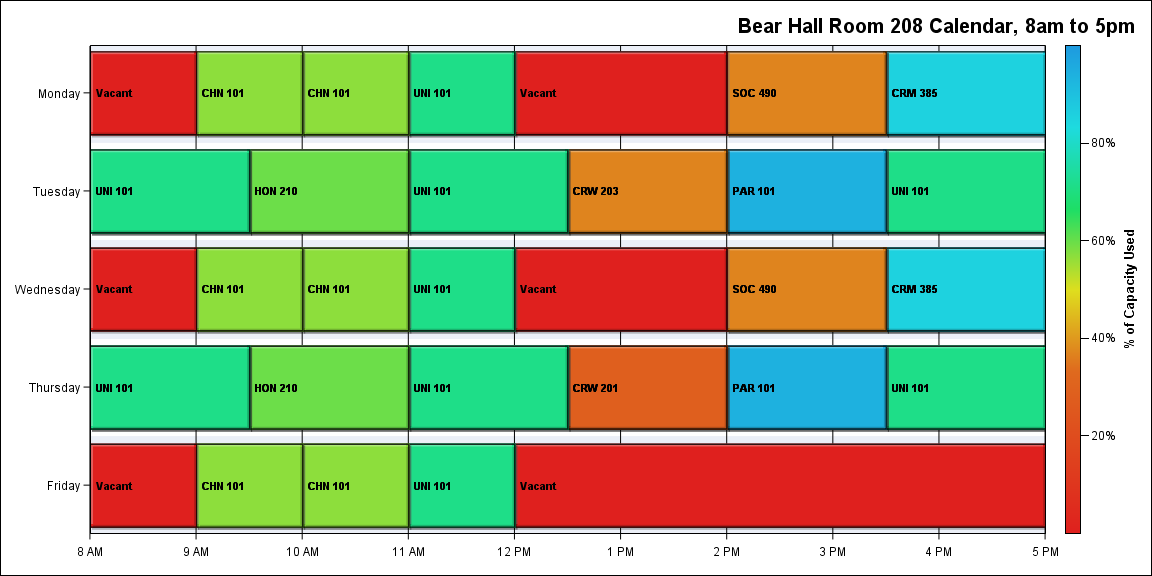 Bear Hall Room 208 Calendar, 8am to 5pm
Monday
Vacant
CHN 101
CHN 101
UNI 101
Vacant
SOC 490
CRM 385
Tuesday
UNI 101
HON 210
UNI 101
CRW 203
PAR 101
UNI 101
Wednesday
Vacant
CHN 101
CHN 101
UNI 101
Vacant
SOC 490
CRM 385
Thursday
UNI 101
HON 210
UNI 101
CRW 201
PAR 101
UNI 101
Friday
Vacant
CHN 101
CHN 101
UNI 101
Vacant
8 AM
9 AM
10 AM
11 AM
12 PM
1 PM
2 PM
3 PM
4 PM
5 PM
80%
60%
40%
20%
% of Capacity Used